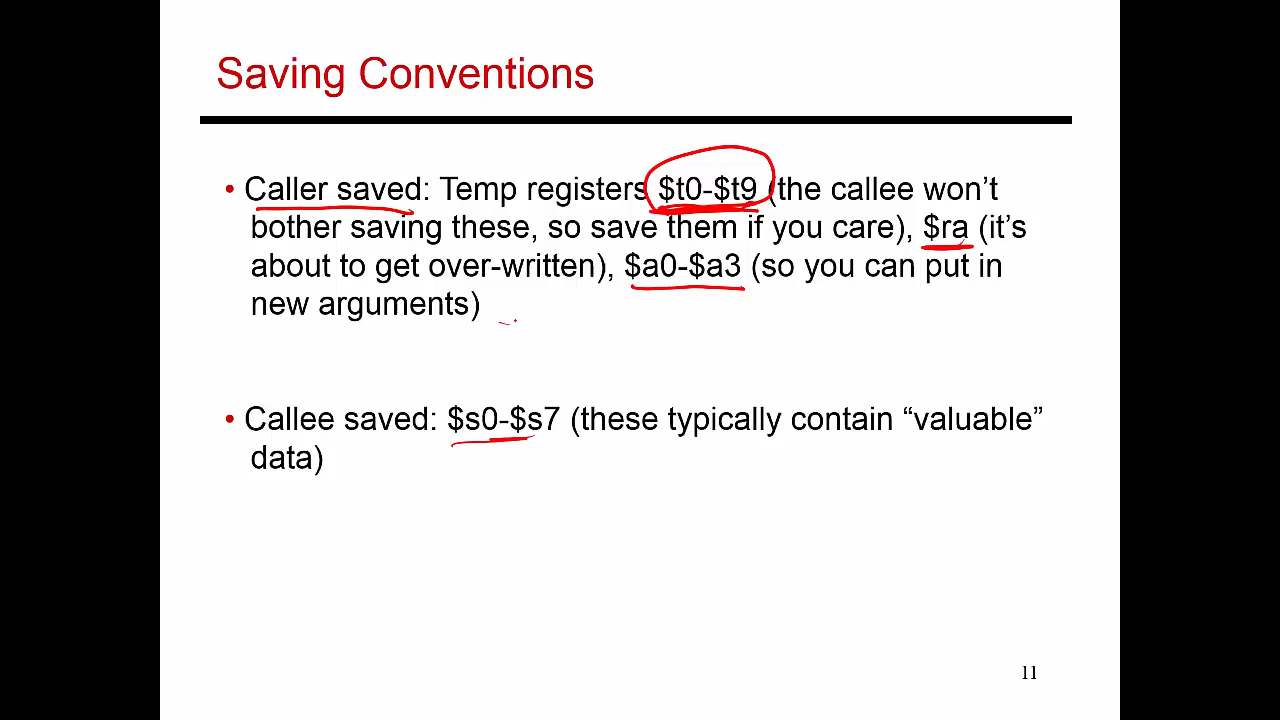 Saving Conventions
• Caller saved: Temp registers $t0-$t9 (the callee won’t
bother saving these, so save them if you care), $ra (it’s
about to get over-written), $a0-$a3 (so you can put in
new arguments)
• Callee saved: $s0-$s7 (these typically contain “valuable”
data)
11